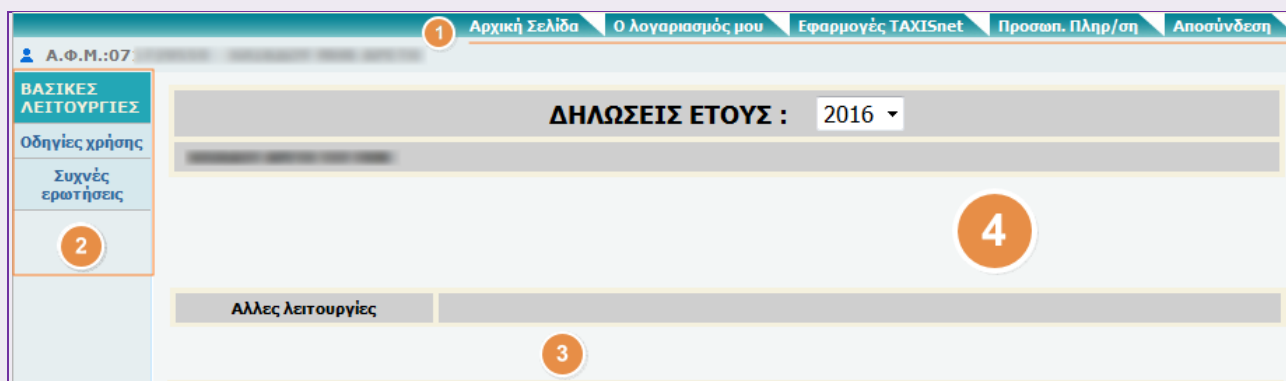 1 Αρχική Σελίδα Ο λογαριασμός μου Εφαρμογές TAXISnet Προσωπ. Πληρ/ση Αποσύνδεση
Α.Φ.Μ.:07
ΒΑΣΙΚΕΣ
ΛΕΙΤΟΥΡΓΙΕΣ
Οδηγίες χρήσης
Συχνές
ερωτήσεις
2
ΔΗΛΩΣΕΙΣ ΕΤΟΥΣ : 2016
4
Αλλες λειτουργίες
3